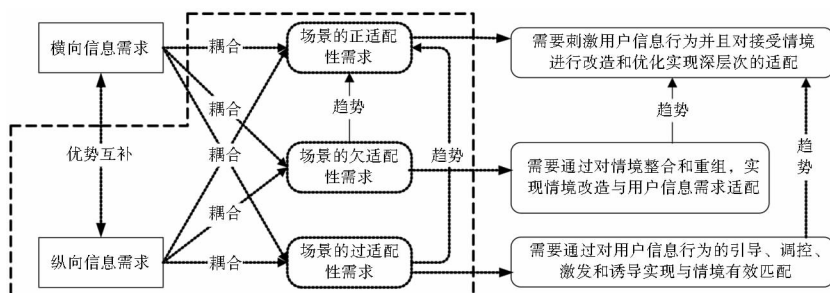 横向信息需求
耦合
场景的正适配
性需求
需要刺激用户信息行为并且对接受情境
进行改造和优化实现深层次的适配
耦合
趋势
趋势
优势互补
耦合
场景的欠适配
性需求
趋势
需要通过对情境整合和重组，实
现情境改造与用户信息需求适配
趋势
耦合
耦合
纵向信息需求
耦合
场景的过适配
性需求
需要通过对用户信息行为的引导、调控、
激发和诱导实现与情境有效匹配